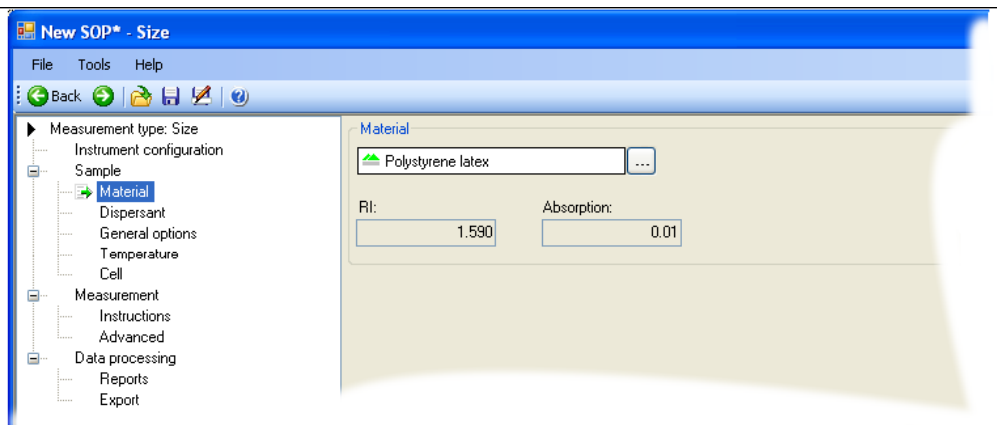 New SOP* - Size
File Tools Help
Back
Measurement type: Size
Instrument configuration
Sample
Material
Dispersant
General options
Temperature
Cell
Measurement
Instructions
Advanced
Data processing
Reports
Export
Material
Polystyrene latex ...
RI: Absorption:
1.590 0.01